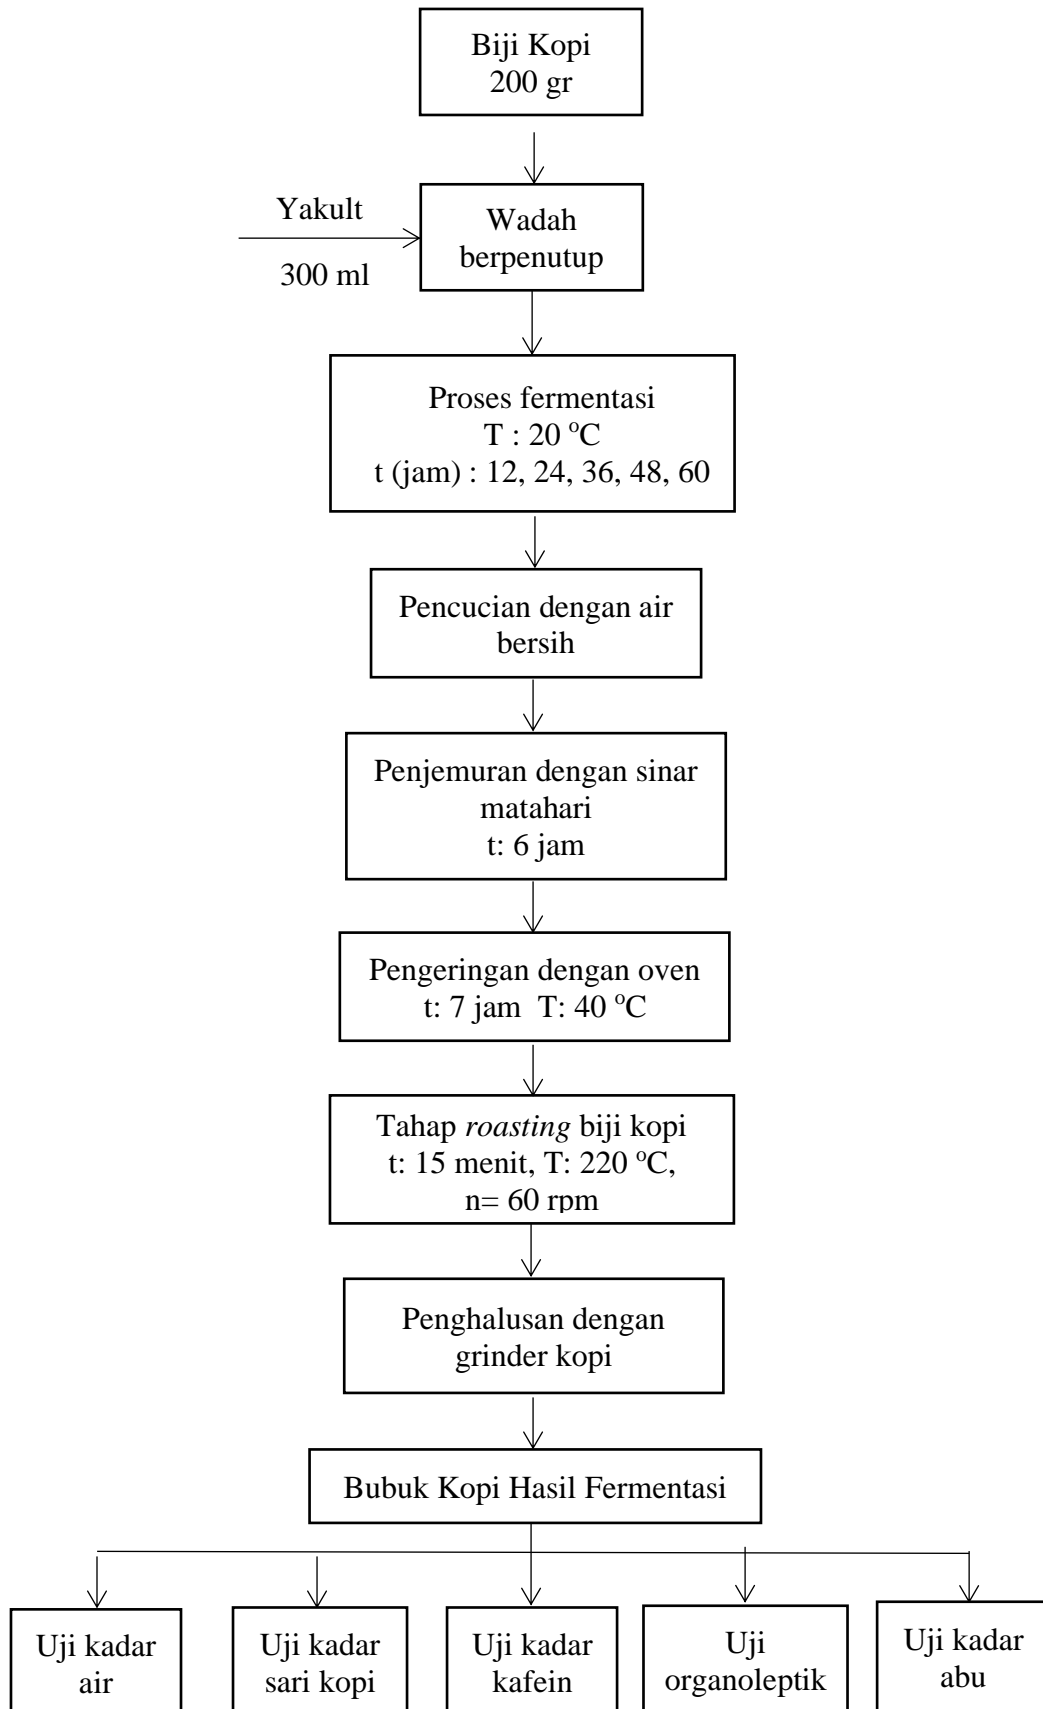 Biji Kopi
200 gr
Yakult
300 ml
Wadah
berpenutup
Proses fermentasi
T : 20 °C
t (jam) : 12, 24, 36, 48, 60
Pencucian dengan air
bersih
Penjemuran dengan sinar
matahari
t: 6 jam
Pengeringan dengan oven
t: 7 jam  T: 40 °C
Tahap roasting biji kopi
t: 15 menit, T: 220 °C,
n= 60 rpm
Penghalusan dengan
grinder kopi
Bubuk Kopi Hasil Fermentasi
Uji kadar
air
Uji kadar
sari kopi
Uji kadar
kafein
Uji
organoleptik
Uji kadar
abu